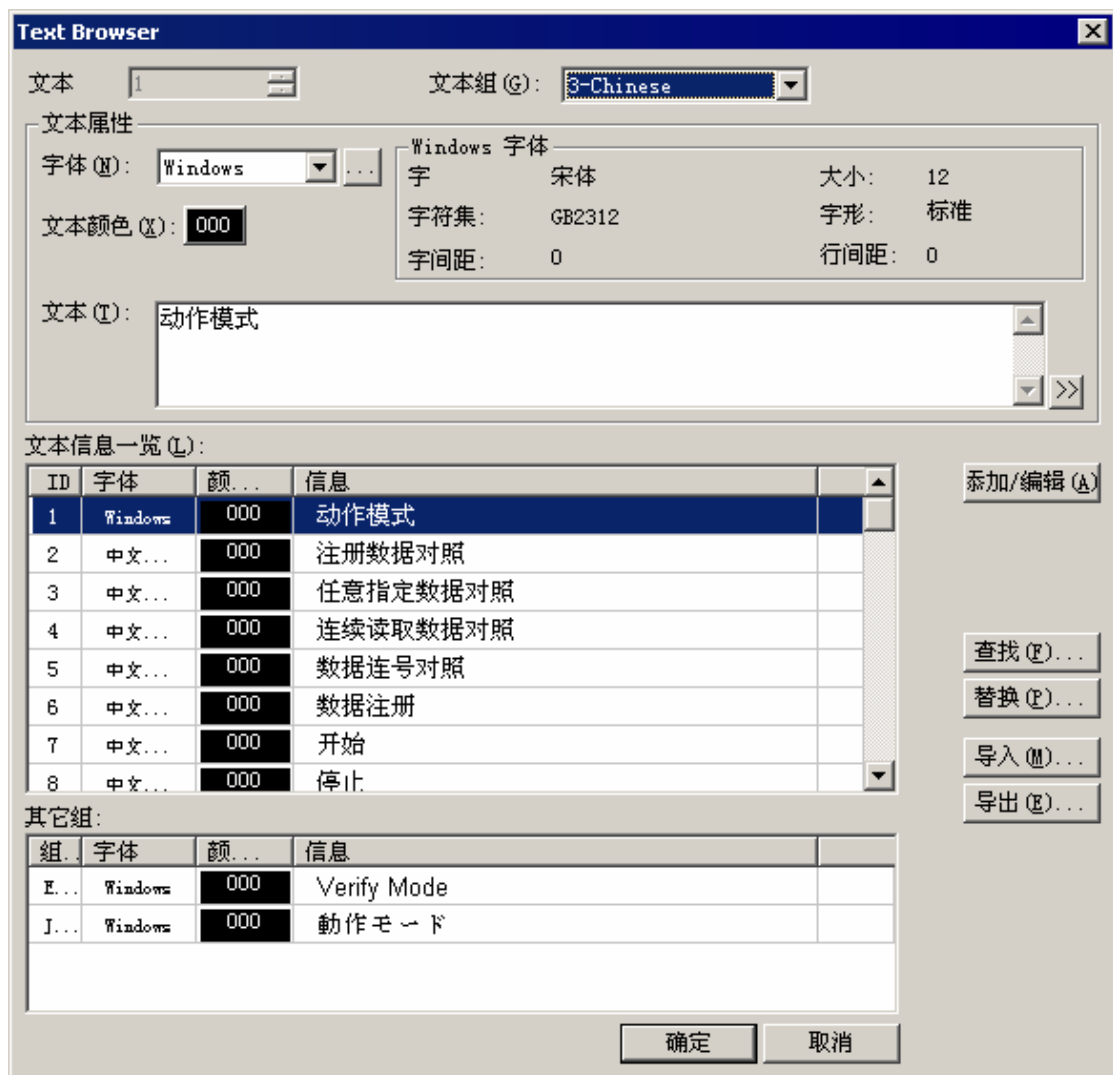 Text Browser
文本 1 文本组(G): 3-Chinese
文本属性
字体(N): Windows ...
Windows 字体
字 宋体 大小: 12
文本颜色(X): 000
字符集: GB2312 字形: 标准
字间距: 0 行间距: 0
文本(T): 动作模式
>>
文本信息一览(L):
ID 字体 颜... 信息
1 Windows 000 动作模式
2 中文... 000 注册数据对照
3 中文... 000 任意指定数据对照
4 中文... 000 连续读取数据对照
5 中文... 000 数据连号对照
6 中文... 000 数据注册
7 中文... 000 开始
8 中文... 000 停止
添加/编辑(A)
查找(F)...
替换(P)...
导入(M)...
导出(E)...
其它组:
组.. 字体 颜... 信息
E... Windows 000 Verify Mode
J... Windows 000 動作モード
确定 取消